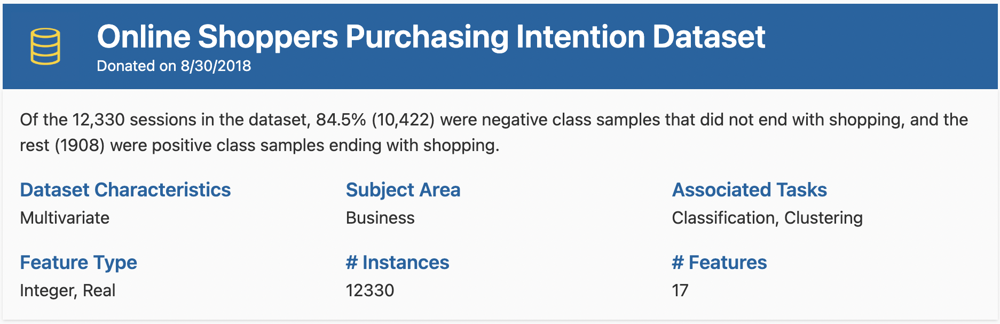 Online Shoppers Purchasing Intention Dataset
Donated on 8/30/2018
Of the 12,330 sessions in the dataset, 84.5% (10,422) were negative class samples that did not end with shopping, and the
rest (1908) were positive class samples ending with shopping.
Dataset Characteristics
Multivariate
Subject Area
Business
Associated Tasks
Classification, Clustering
Feature Type
Integer, Real
# Instances
12330
# Features
17